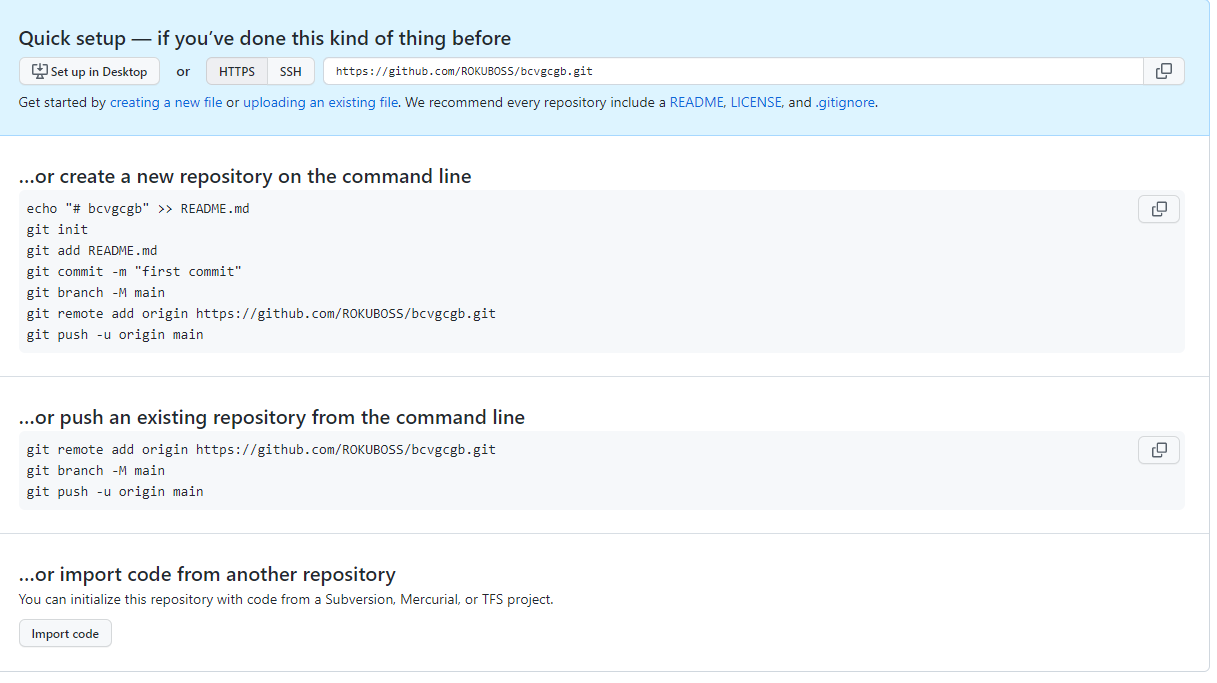 Quick setup — if you’ve done this kind of thing before
Set up in Desktop or HTTPS SSH https://github.com/ROKUBOSS/bcvgcgb.git
Get started by creating a new file or uploading an existing file. We recommend every repository include a README, LICENSE, and .gitignore.
…or create a new repository on the command line
echo "# bcvgcgb" >> README.md
git init
git add README.md
git commit -m "first commit"
git branch -M main
git remote add origin https://github.com/ROKUBOSS/bcvgcgb.git
git push -u origin main
…or push an existing repository from the command line
git remote add origin https://github.com/ROKUBOSS/bcvgcgb.git
git branch -M main
git push -u origin main
…or import code from another repository
You can initialize this repository with code from a Subversion, Mercurial, or TFS project.
Import code